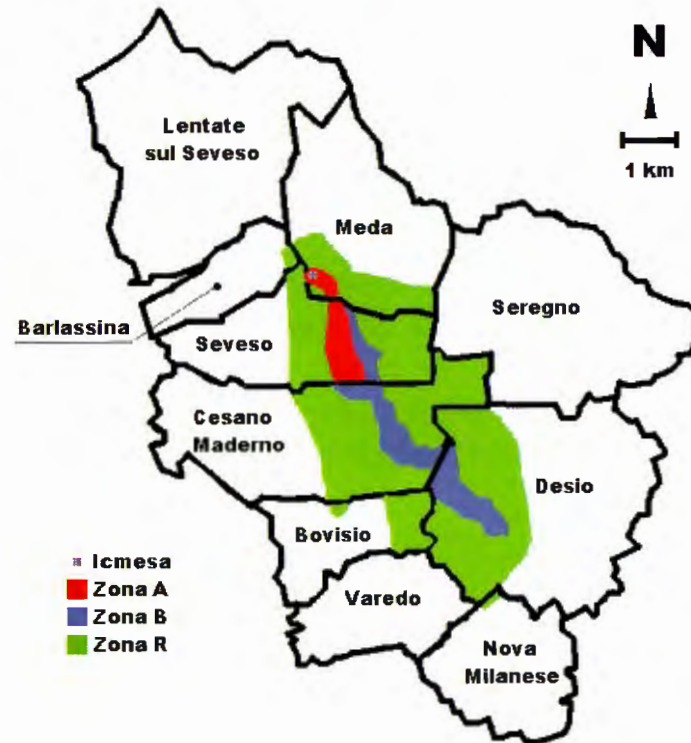 N
1 km
Lentate
sul Seveso
Meda
Seregno
Barlassina
Seveso
Cesano
Maderno
Desio
Bovisio
Varedo
Nova
Milanese
Icmesa
Zona A
Zona B
Zona R